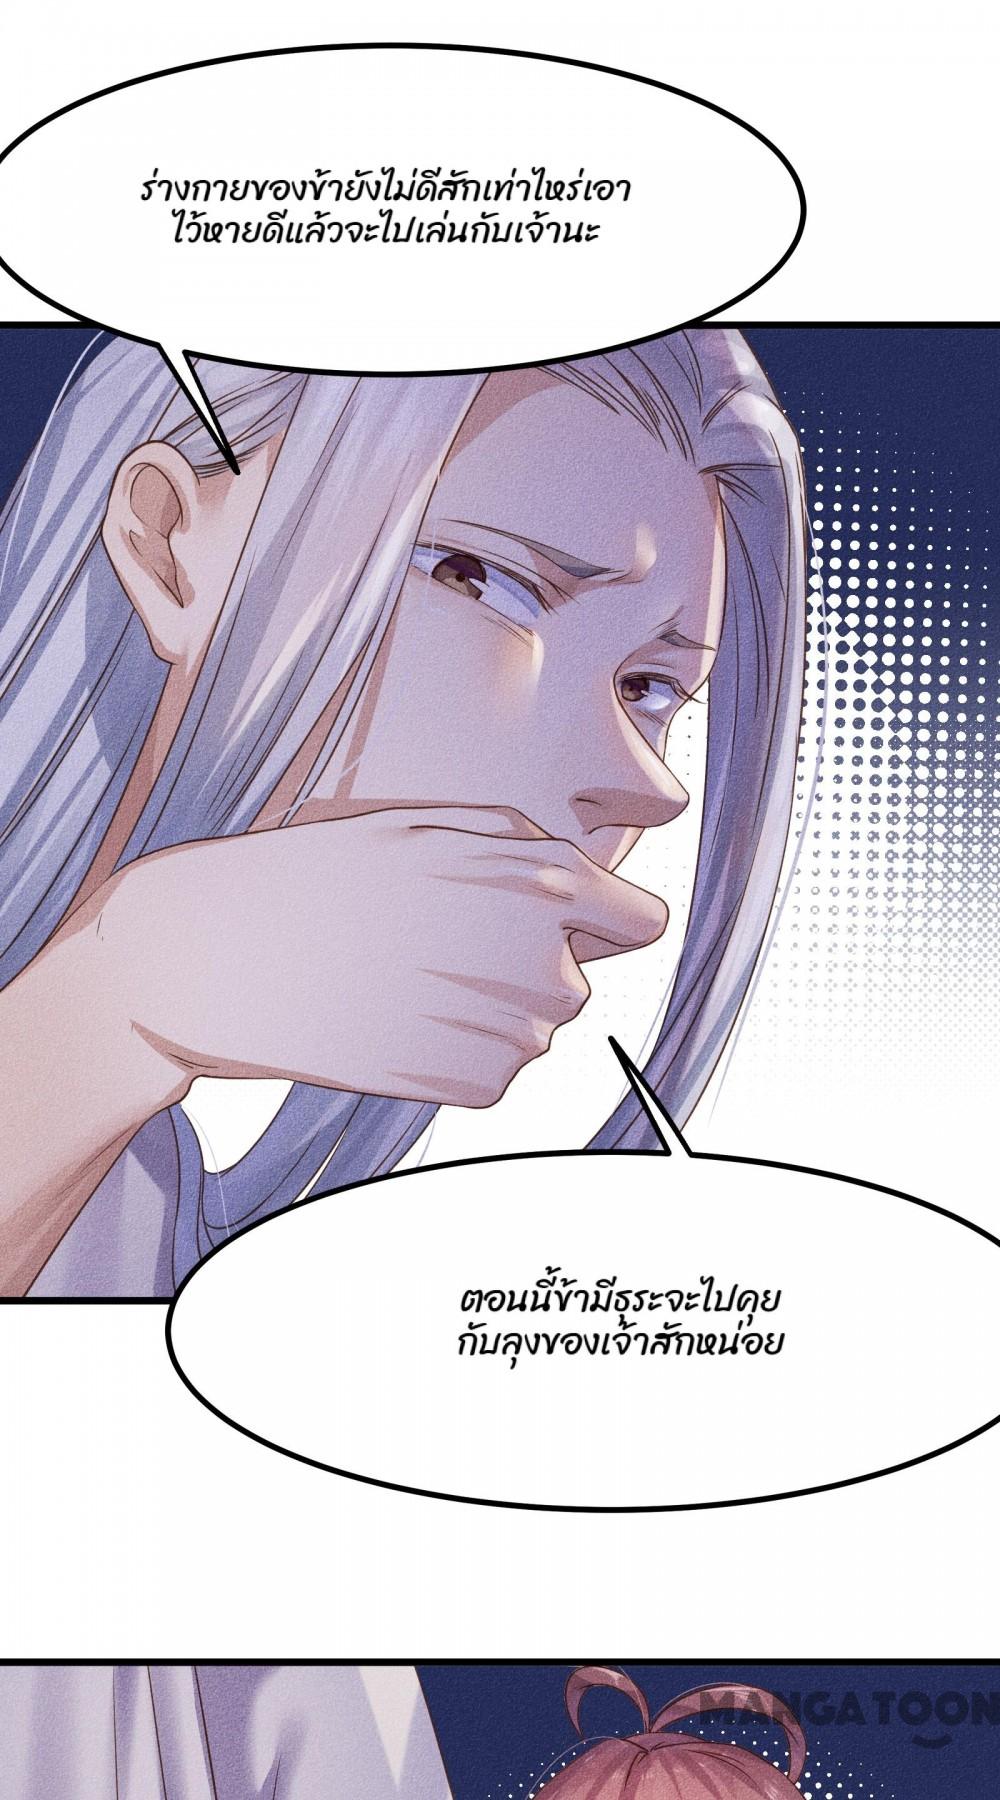 ร่างกายของข้ายังไม่ดีสักเท่าไหร่เอา
ไว้หายดีแล้วจะไปเล่นกับเจ้านะ
ตอนนี้ข้ามีธุระจะไปคุย
กับลุงของเจ้าสักหน่อย
MANGA TOON